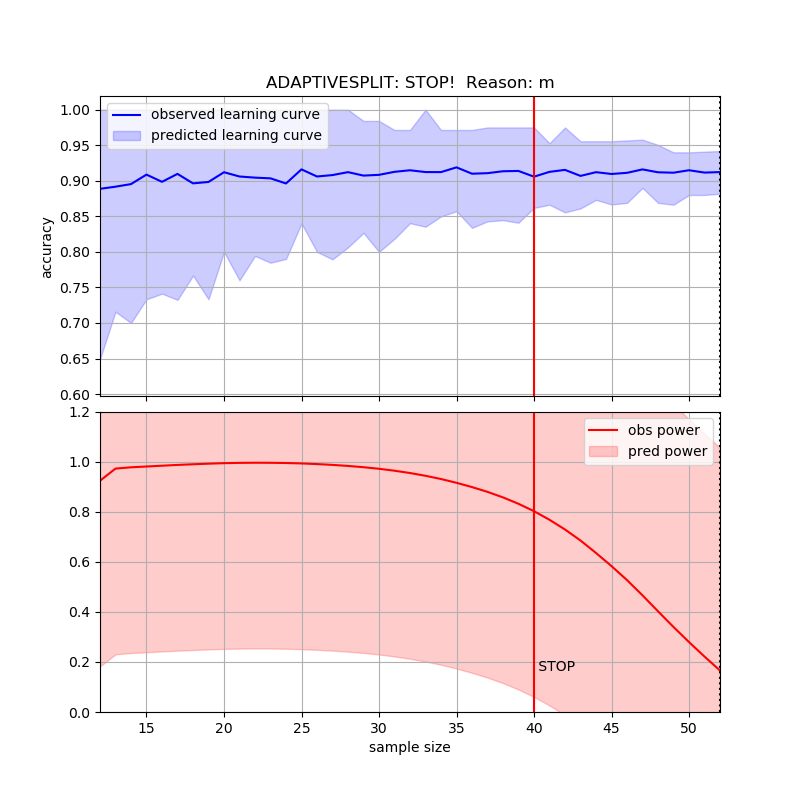 ADAPTIVESPLIT: STOP!  Reason: m
observed learning curve
predicted learning curve
accuracy
1.00
0.95
0.90
0.85
0.80
0.75
0.70
0.65
0.60
obs power
pred power
STOP
1.2
1.0
0.8
0.6
0.4
0.2
0.0
15 20 25 30 35 40 45 50
sample size